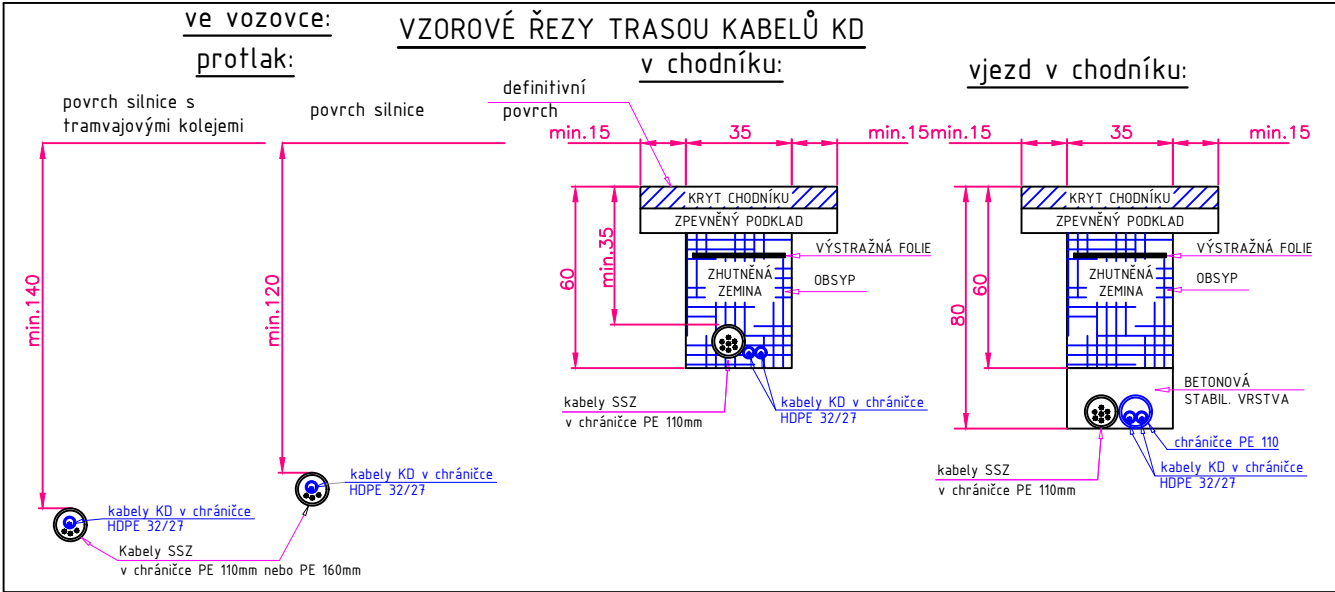 VZOROVÉ ŘEZY TRASOU KABELŮ KD
ve vozovce:
protlak:
povrch silnice s
tramvajovými kolejemi
povrch silnice
min.140
min.120
kabely KD v chráničce
HDPE 32/27
kabely KD v chráničce
HDPE 32/27
Kabely SSZ
v chráničce PE 110mm nebo PE 160mm
v chodníku:
definitivní
povrch
min.15
35
min.15
60
min.35
KRYT CHODNÍKU
ZPEVNĚNÝ PODKLAD
VÝSTRAŽNÁ FOLIE
ZHUTNĚNÁ
ZEMINA
OBSYP
kabely SSZ
v chráničce PE 110mm
kabely KD v chráničce
HDPE 32/27
vjezd v chodníku:
min.15
35
min.15
80
60
KRYT CHODNÍKU
ZPEVNĚNÝ PODKLAD
VÝSTRAŽNÁ FOLIE
ZHUTNĚNÁ
ZEMINA
OBSYP
BETONOVÁ
STABIL. VRSTVA
chráničce PE 110
kabely SSZ
v chráničce PE 110mm
kabely KD v chráničce
HDPE 32/27